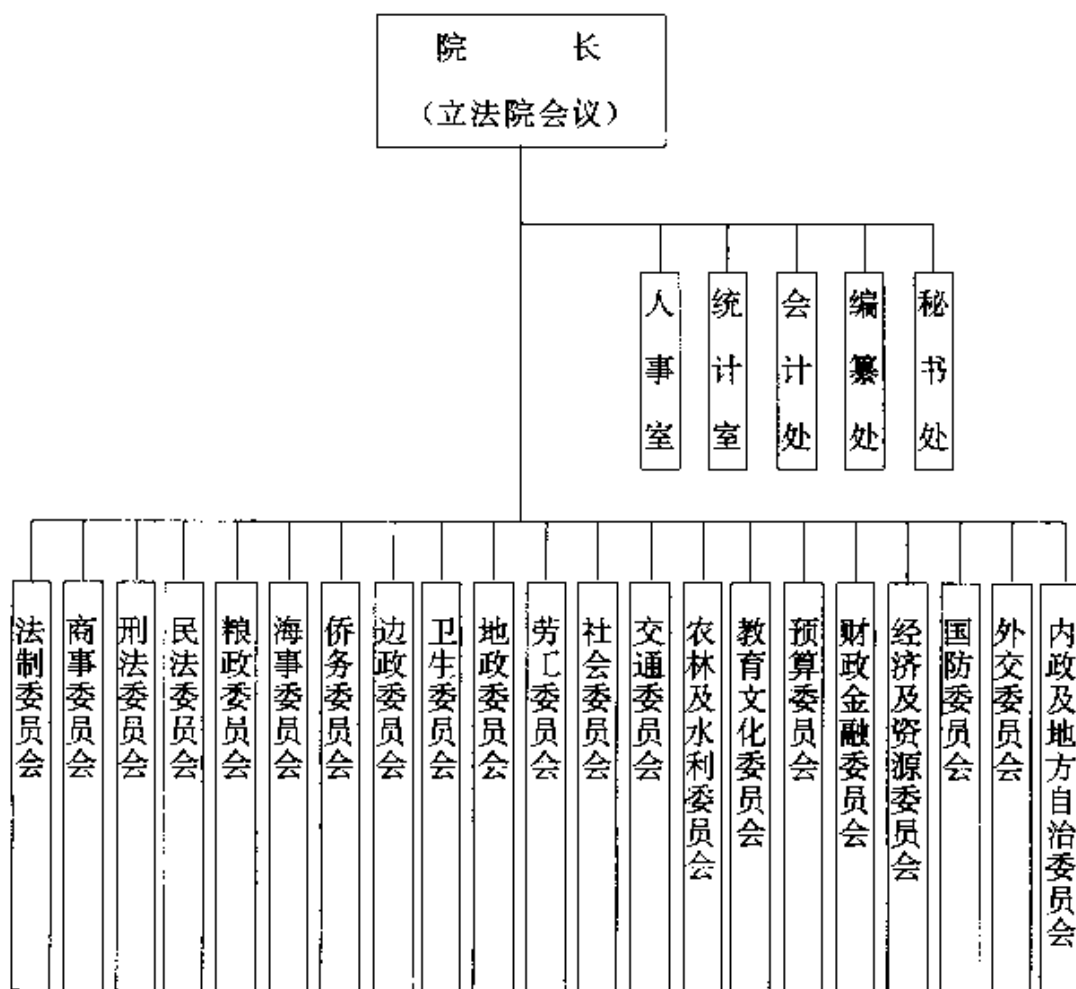 院 长
（立法院会议）
人事室
统计室
会计处
编纂处
秘书处
法制委员会
商事委员会
刑法委员会
民法委员会
粮政委员会
海事委员会
侨务委员会
边政委员会
卫生委员会
地政委员会
劳工委员会
社会委员会
交通委员会
农林及水利委员会
教育文化委员会
预算委员会
财政金融委员会
经济及资源委员会
国防委员会
外交委员会
内政及地方自治委员会